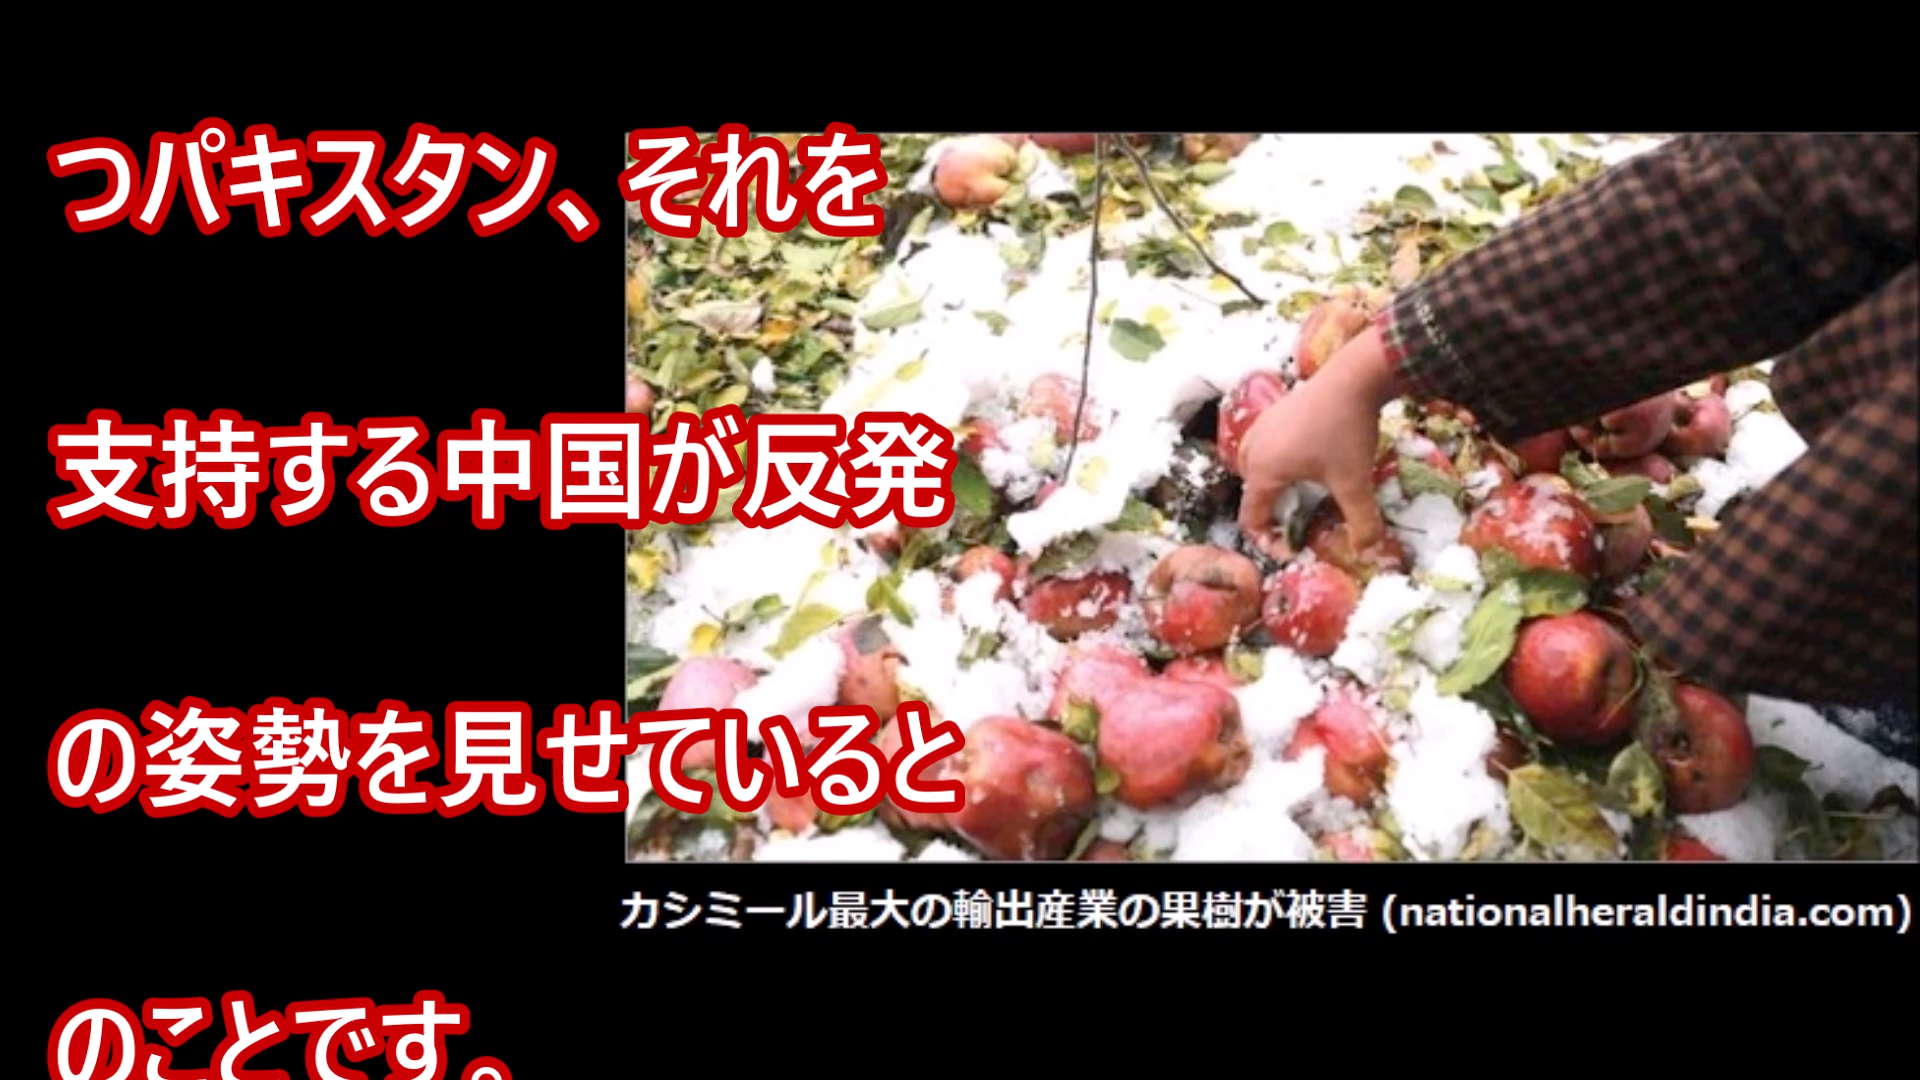 つパキスタン、それを
支持する中国が反発
の姿勢を見せていると
のことです。
カシミール最大の輸出産業の果樹が被害 (nationalheraldindia.com)